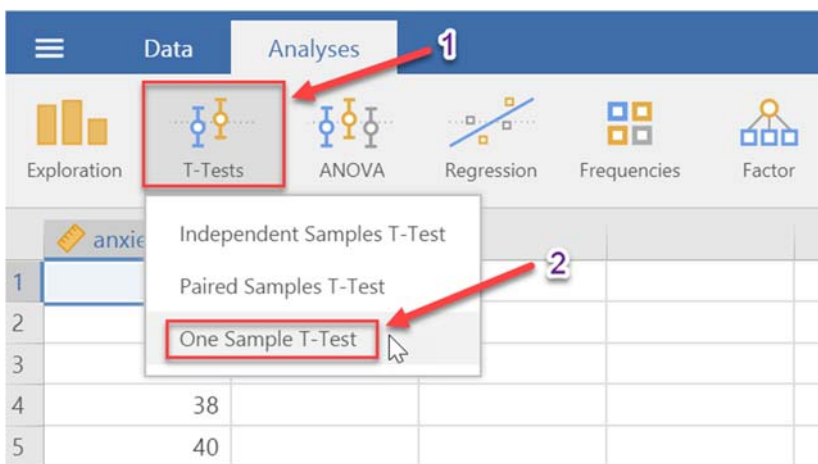 Data Analyses 1
Exploration T-Tests ANOVA Regression Frequencies Factor
anxie
Independent Samples T-Test
1
2
Paired Samples T-Test
2
One Sample T-Test
3
4 38
5 40